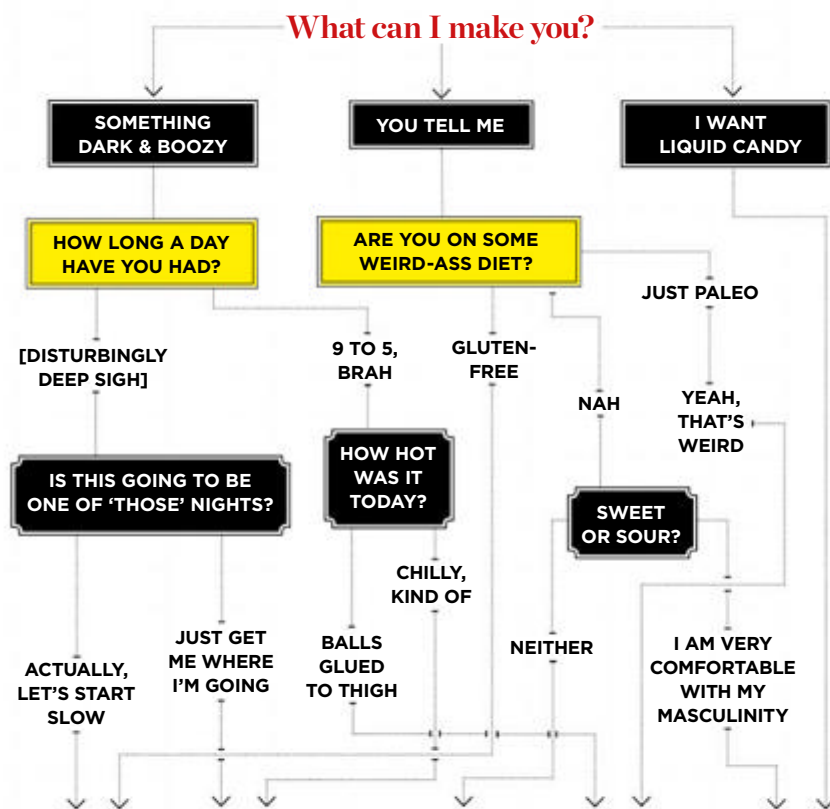 What can I make you?
SOMETHING
DARK & BOOZY
YOU TELL ME
I WANT
LIQUID CANDY
HOW LONG A DAY
HAVE YOU HAD?
ARE YOU ON SOME
WEIRD-ASS DIET?
JUST PALEO
[DISTURBINGLY
DEEP SIGH]
9 TO 5,
BRAH
GLUTEN-
FREE
NAH
YEAH,
THAT'S
WEIRD
IS THIS GOING TO BE
ONE OF ‘THOSE’ NIGHTS?
HOW HOT
WAS IT
TODAY?
SWEET
OR SOUR?
CHILLY,
KIND OF
ACTUALLY,
LET'S START
SLOW
JUST GET
ME WHERE
I'M GOING
BALLS
GLUED
TO THIGH
NEITHER
I AM VERY
COMFORTABLE
WITH MY
MASCULINITY